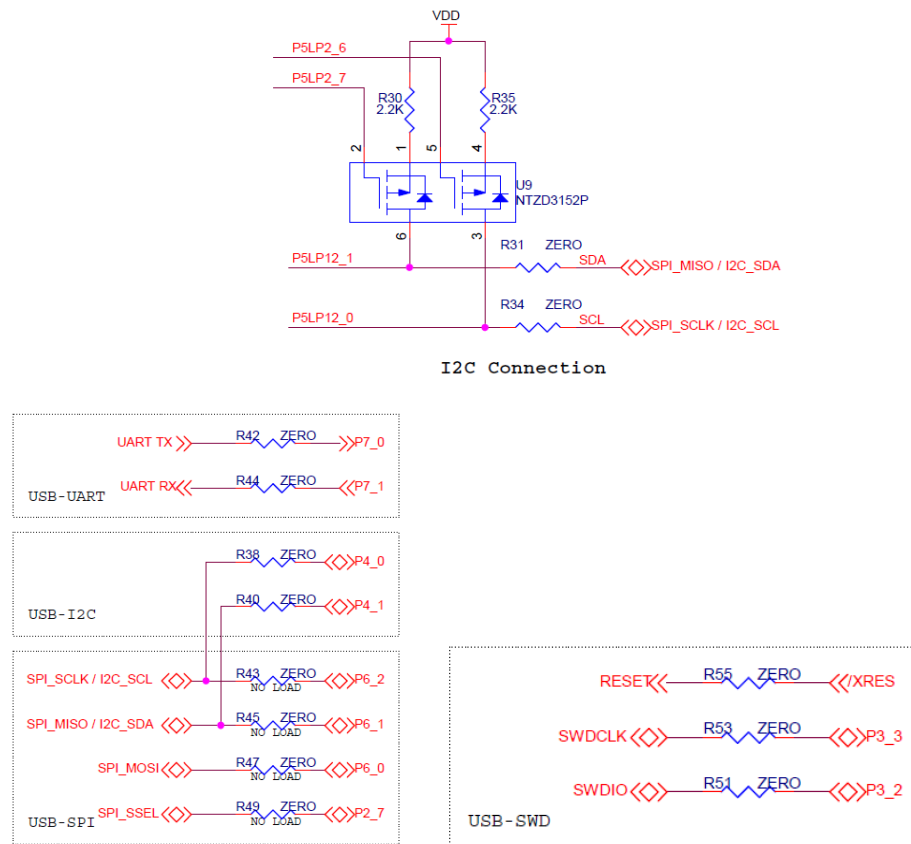 VDD
P5LP2_6
P5LP2_7
R30
2.2K
R35
2.2K
2
1
5
4
U9
NTZD3152P
6
3
P5LP12_1
R31 ZERO
SDA
SPI_MISO / I2C_SDA
P5LP12_0
R34 ZERO
SCL
SPI_SCLK / I2C_SCL
I2C Connection
UART TX R42 ZERO P7_0
UART RX R44 ZERO P7_1
USB-UART
R38 ZERO P4_0
R40 ZERO P4_1
USB-I2C
SPI_SCLK / I2C_SCL R43 ZERO P6_2
NO LOAD
SPI_MISO / I2C_SDA R45 ZERO P6_1
NO LOAD
SPI_MOSI R47 ZERO P6_0
NO LOAD
SPI_SSEL R49 ZERO P2_7
NO LOAD
USB-SPI
RESET R55 ZERO /XRES
SWDCLK R53 ZERO P3_3
SWDIO R51 ZERO P3_2
USB-SWD